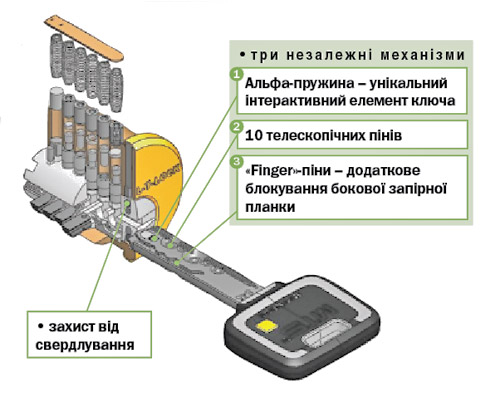 • три незалежні механізми
1 Альфа-пружина – унікальний
інтерактивний елемент ключа
2 10 телескопічних пінів
3 «Finger»-піни – додаткове
блокування бокової запірної
планки
• захист від
свердлування